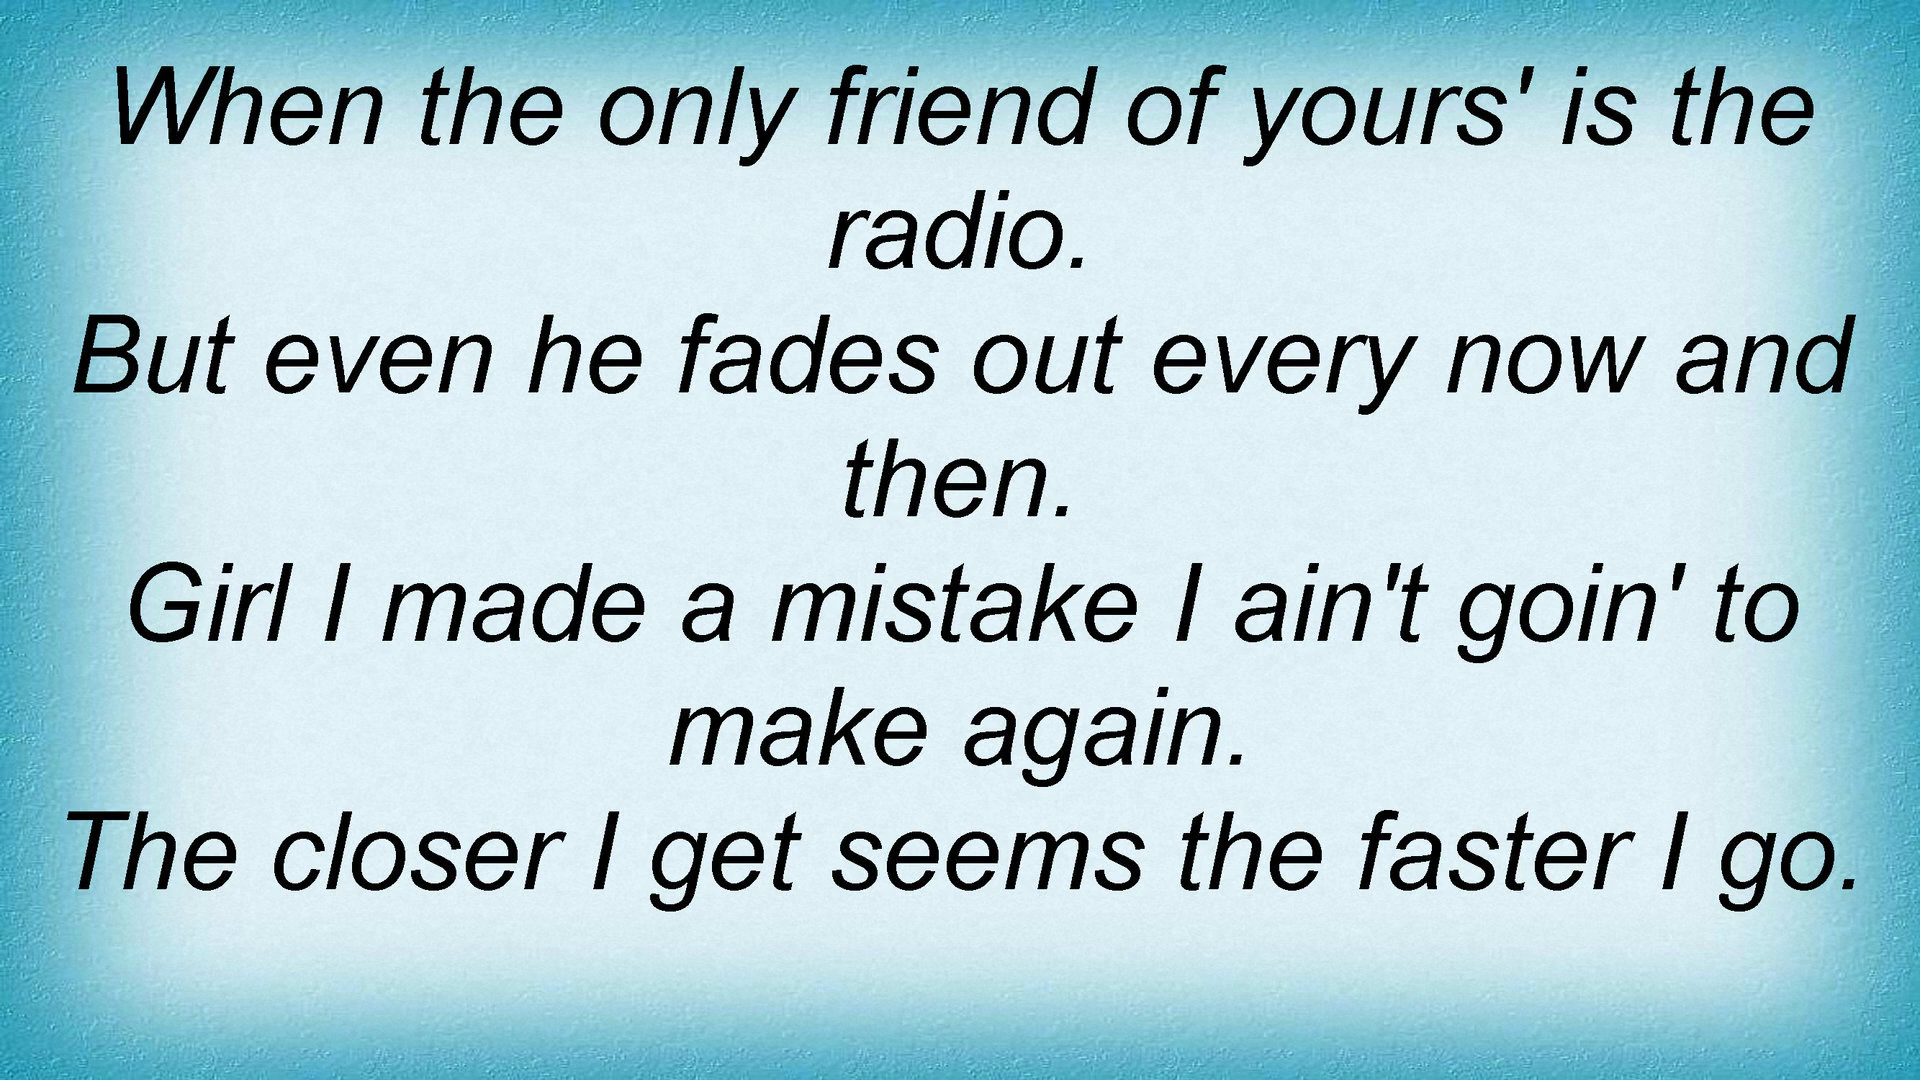 When the only friend of yours' is the
radio.
But even he fades out every now and
then.
Girl I made a mistake I ain't goin' to
make again.
The closer I get seems the faster I go.